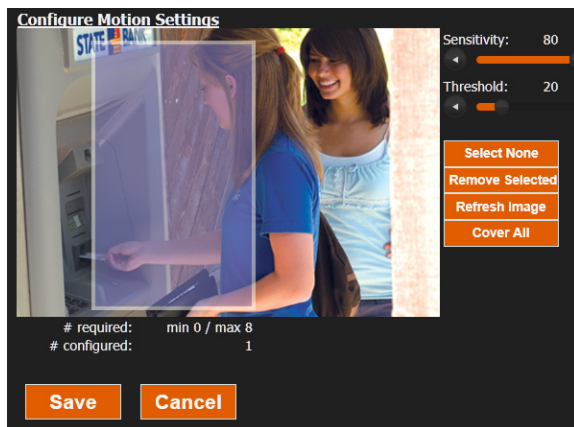 Configure Motion Settings
STATE BANK
Sensitivity: 80
Threshold: 20
Select None
Remove Selected
Refresh Image
Cover All
# required: min 0 / max 8
# configured: 1
Save Cancel